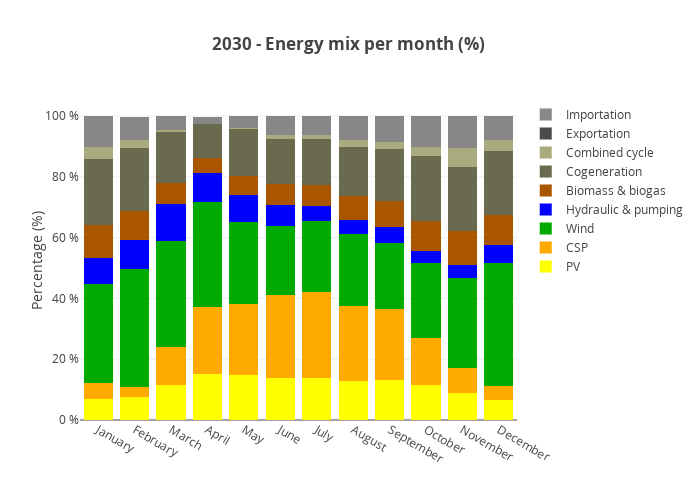 2030 - Energy mix per month (%)
Percentage (%)
100 %
80 %
60 %
40 %
20 %
0 %
January
February
March
April
May
June
July
August
September
October
November
December
Importation
Exportation
Combined cycle
Cogeneration
Biomass & biogas
Hydraulic & pumping
Wind
CSP
PV